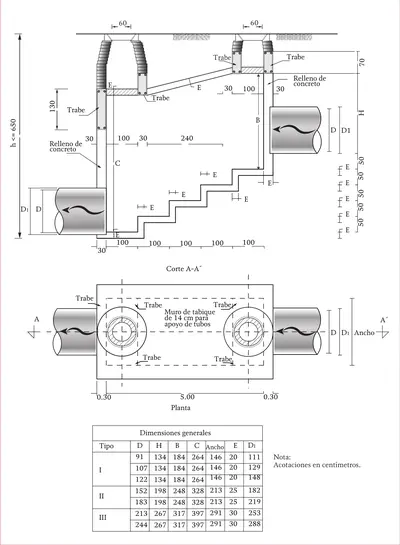 60
60
Trabe
Trabe
70
E
Relleno de
concreto
E
Trabe
30
100
30
130
Trabe
h <= 650
H
B
30
100
30
240
D
D1
Relleno de
concreto
C
E
E
50
E
E
50
E
E
50
E
D1
D
E
E
50
E
E
50
100
100
100
100
100
30
Corte A-A´
Trabe
Trabe
Muro de tabique
de 14 cm para
apoyo de tubos
A
D
D1
Ancho
A´
Trabe
Trabe
0.30
5.00
0.30
Planta
Dimensiones generales
Tipo D H B C Ancho E D1
I
91 134 184 264 146 20 111
107 134 184 264 146 20 129
122 134 184 264 146 20 148
II
152 198 248 328 213 25 182
183 198 248 328 213 25 219
III
213 267 317 397 291 30 253
244 267 317 397 291 30 288
Nota:
Acotaciones en centímetros.